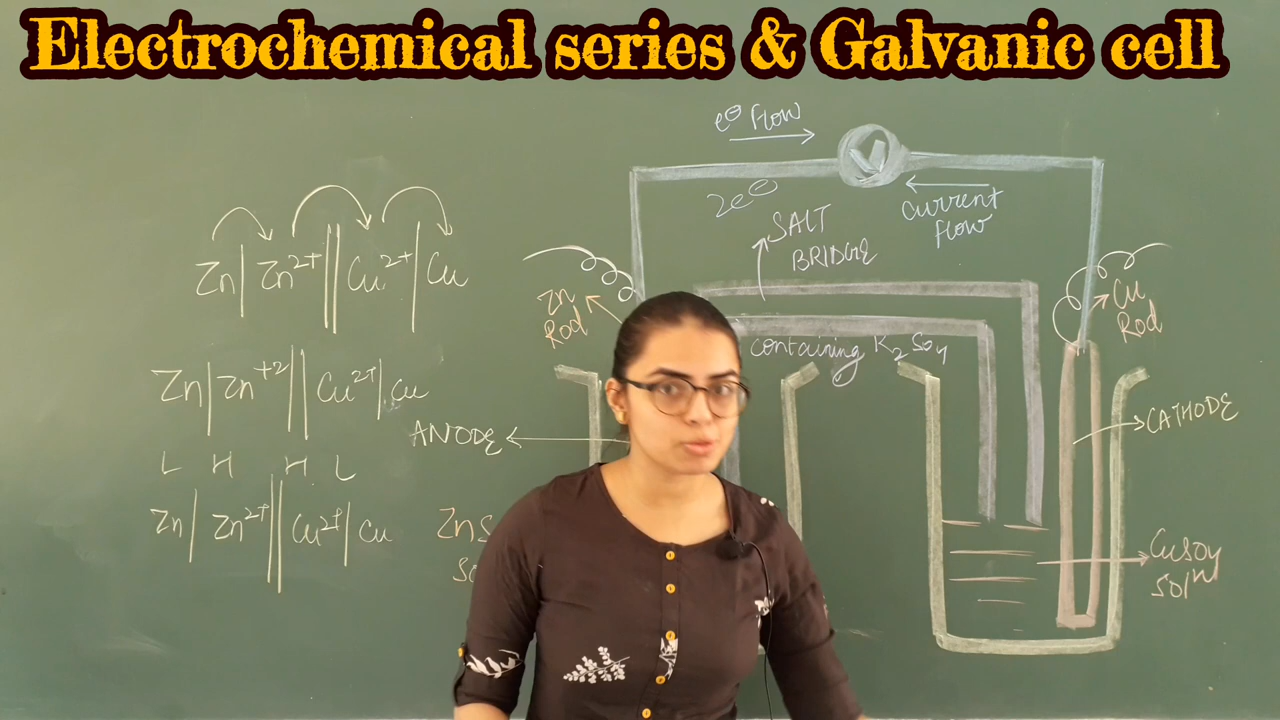 Electrochemical series & Galvanic cell
e⊖ flow
2e⊖
Current
flow
SALT
BRIDGE
Zn
Rod
Cu
Rod
containing K₂SO₄
Zn | Zn²⁺ || Cu²⁺ | Cu
Zn | Zn⁺² || Cu²⁺ | Cu
L H H L
Zn | Zn²⁺ || Cu²⁺ | Cu
ANODE
CATHODE
CuSO₄
Solⁿ